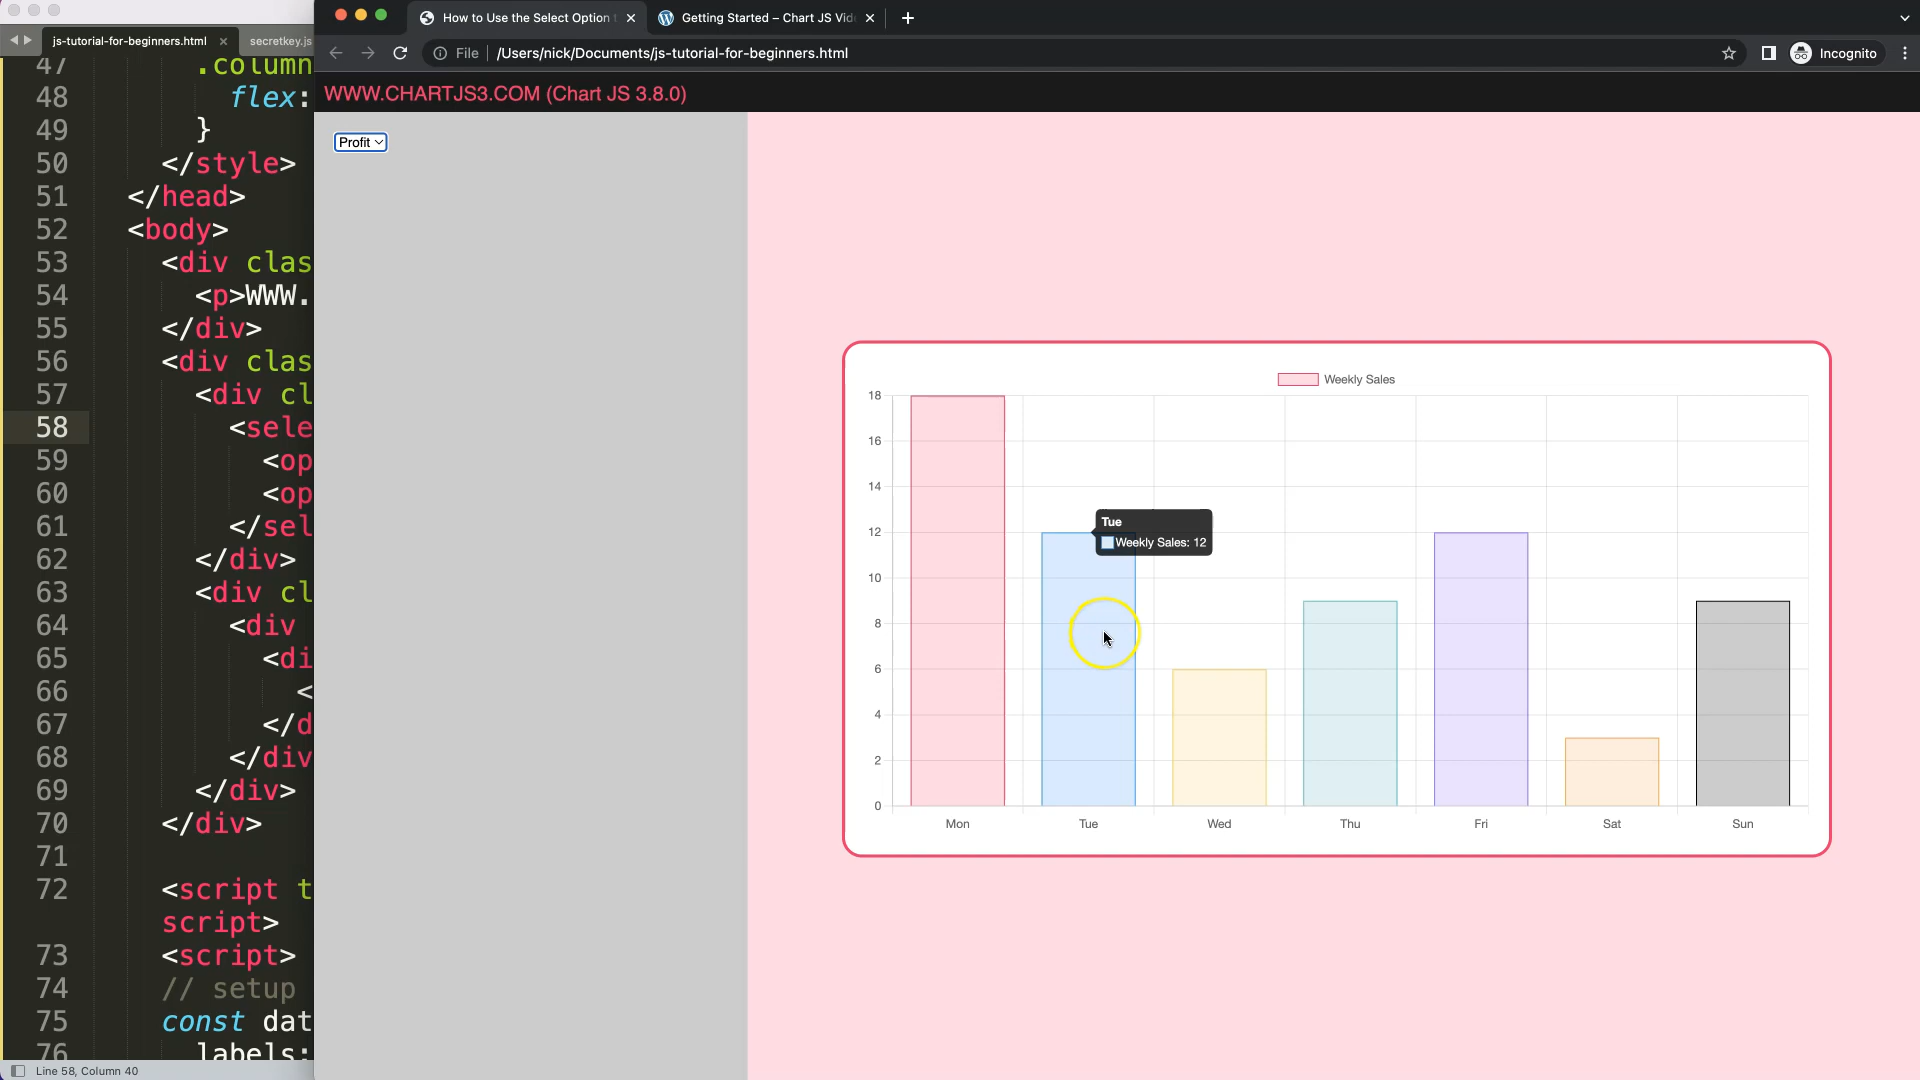 js-tutorial-for-beginners.html
secretkey.js
How to Use the Select Option
Getting Started – Chart JS Vid
File
/Users/nick/Documents/js-tutorial-for-beginners.html
Incognito
WWW.CHARTJS3.COM (Chart JS 3.8.0)
Profit
47 .column
48 flex:
49 }
50 </style>
51 </head>
52 <body>
53 <div clas
54 <p>WWW.
55 </div>
56 <div clas
57 <div cl
58 <sele
59 <op
60 <op
61 </sel
62 </div>
63 <div cl
64 <div
65 <di
66 <
67 </d
68 </div
69 </div>
70 </div>
71
72 <script t
script>
73 <script>
74 // setup
75 const dat
76 labels:
Line 58, Column 40
Weekly Sales
18
16
14
12
10
8
6
4
2
0
Tue
Weekly Sales: 12
Mon Tue Wed Thu Fri Sat Sun